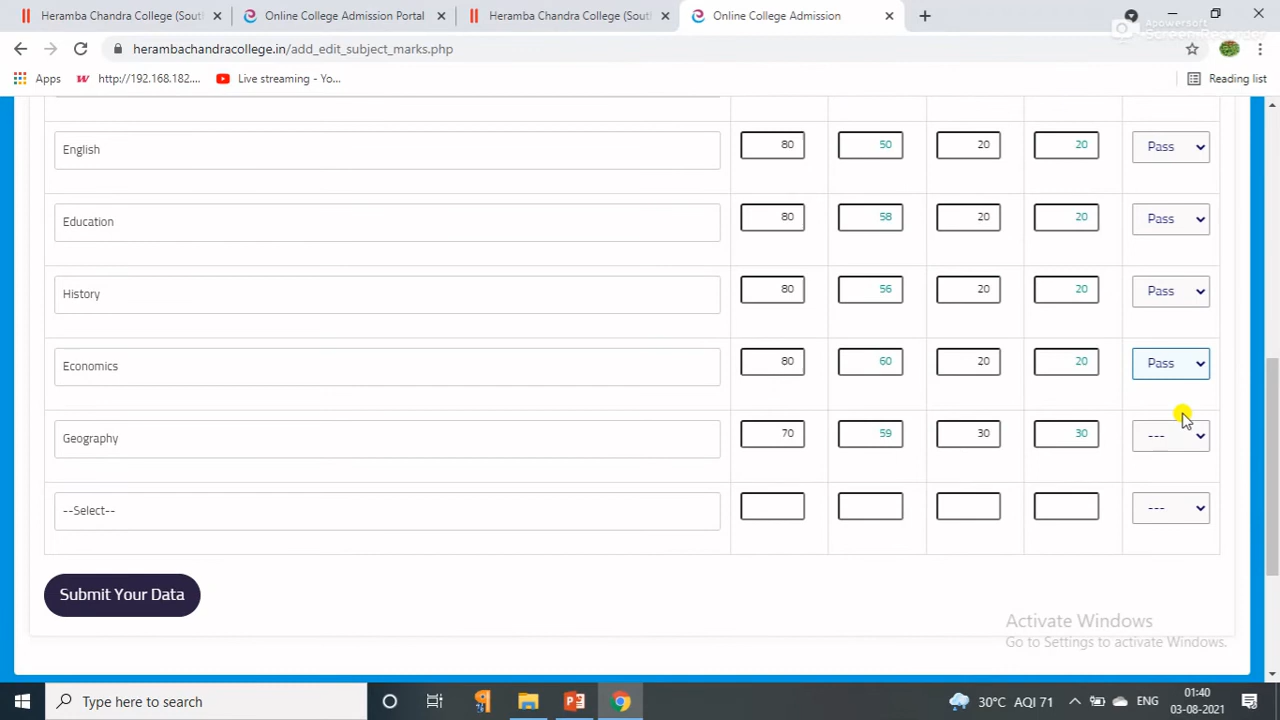 Heramba Chandra College (Sout
Online College Admission Porta
Heramba Chandra College (Sout
Online College Admission
Apowersoft
Screen Recorder
herambachandracollege.in/add_edit_subject_marks.php
Apps
http://192.168.182....
Live streaming - Yo...
Reading list
English 80 50 20 20 Pass
Education 80 58 20 20 Pass
History 80 56 20 20 Pass
Economics 80 60 20 20 Pass
Geography 70 59 30 30 ---
--Select-- ---
Submit Your Data
Activate Windows
Go to Settings to activate Windows.
Type here to search
30°C AQI 71
ENG
01:40
03-08-2021